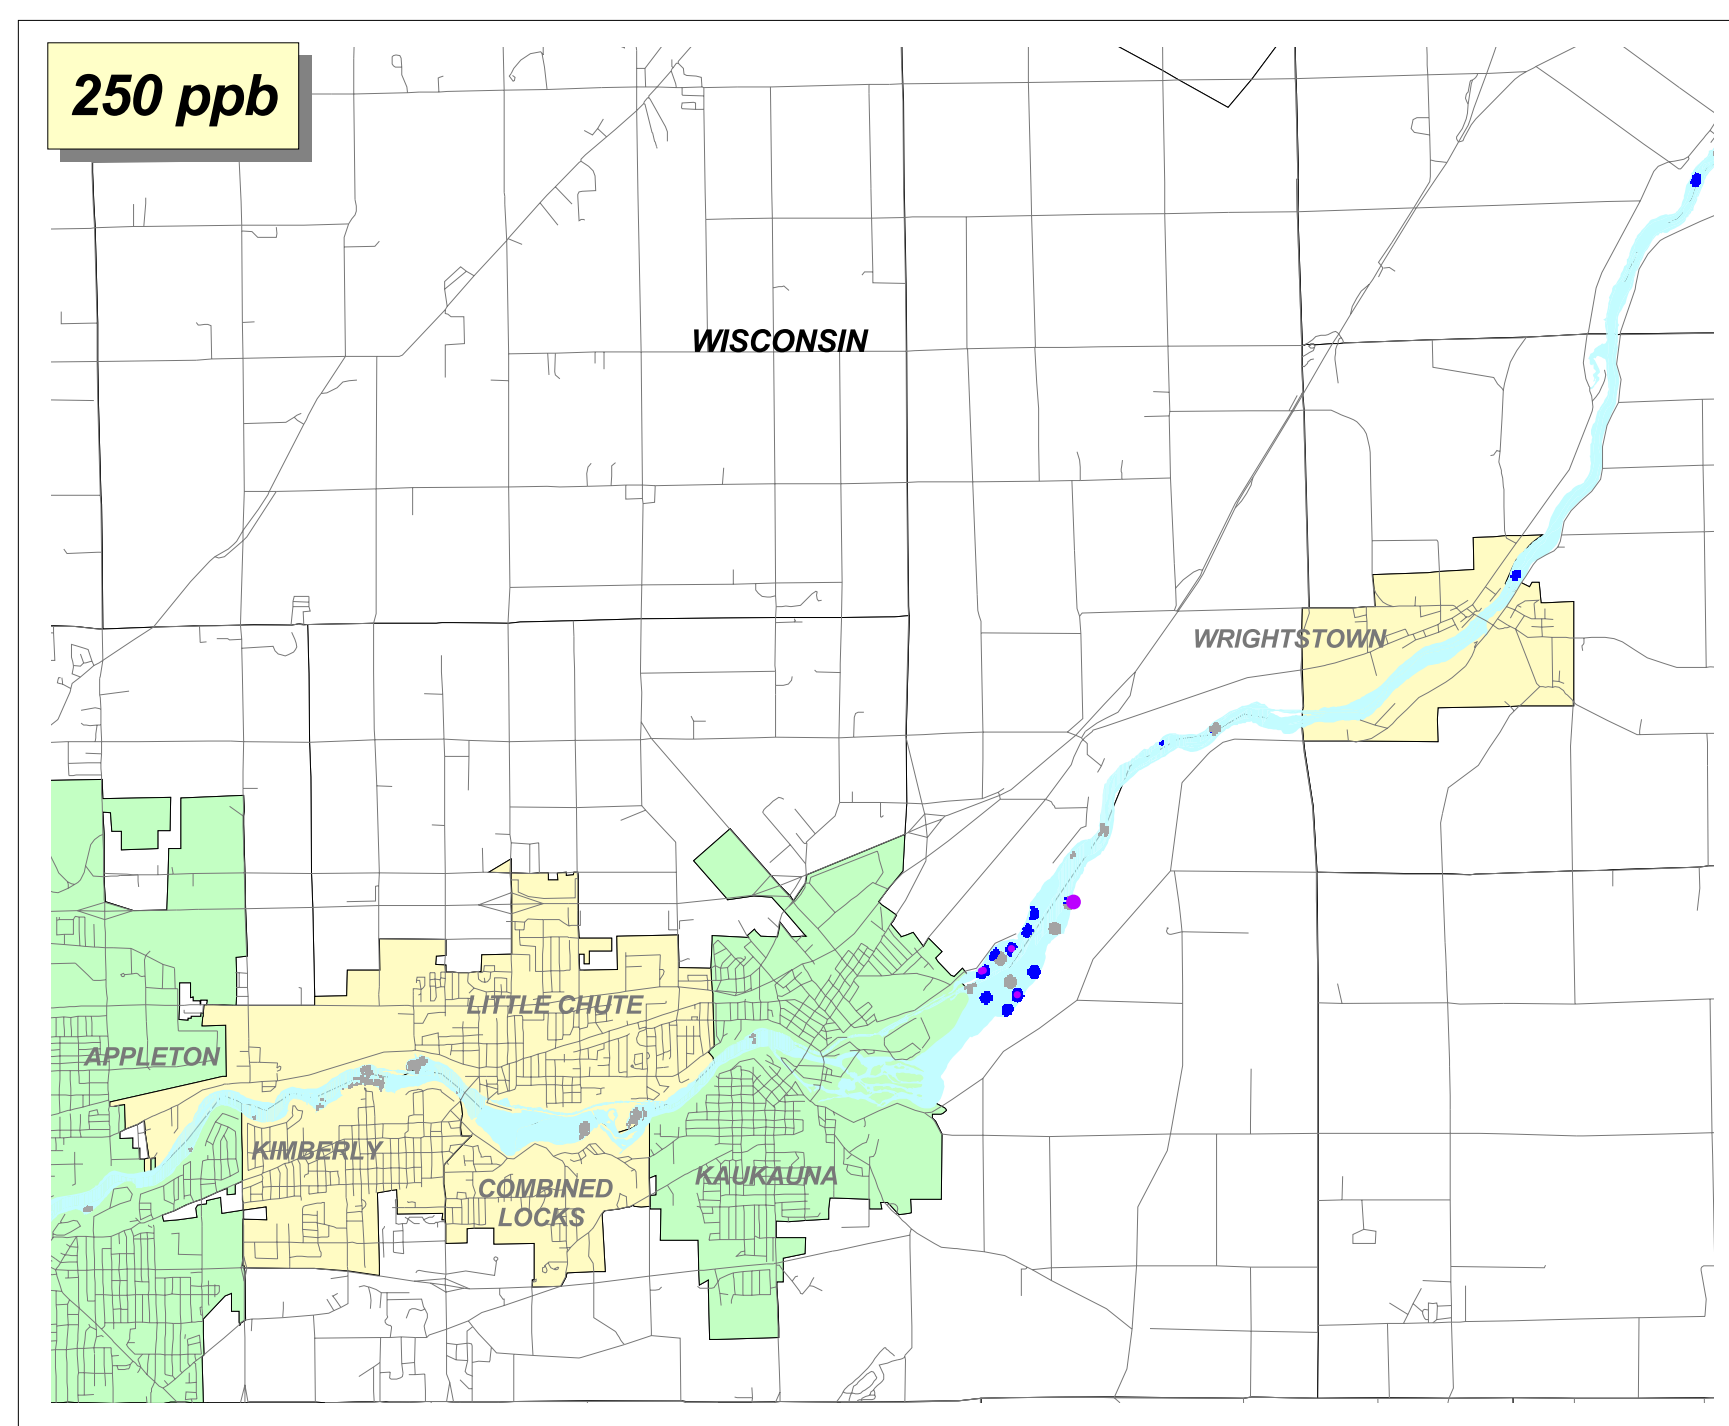 250 ppb
WISCONSIN
WRIGHTSTOWN
LITTLE CHUTE
APPLETON
KIMBERLY
KAUKAUNA
COMBINED
LOCKS